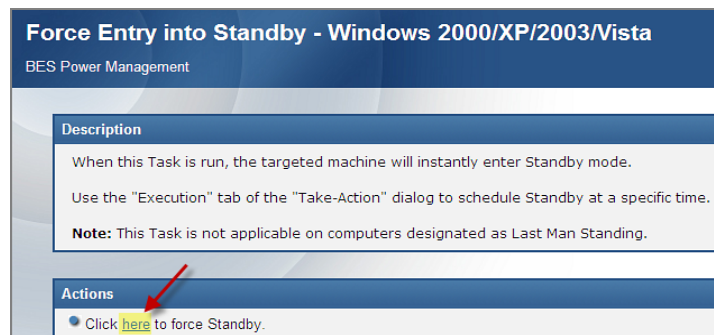 Force Entry into Standby - Windows 2000/XP/2003/Vista
BES Power Management
Description
When this Task is run, the targeted machine will instantly enter Standby mode.
Use the "Execution" tab of the "Take-Action" dialog to schedule Standby at a specific time.
Note: This Task is not applicable on computers designated as Last Man Standing.
Actions
Click here to force Standby.